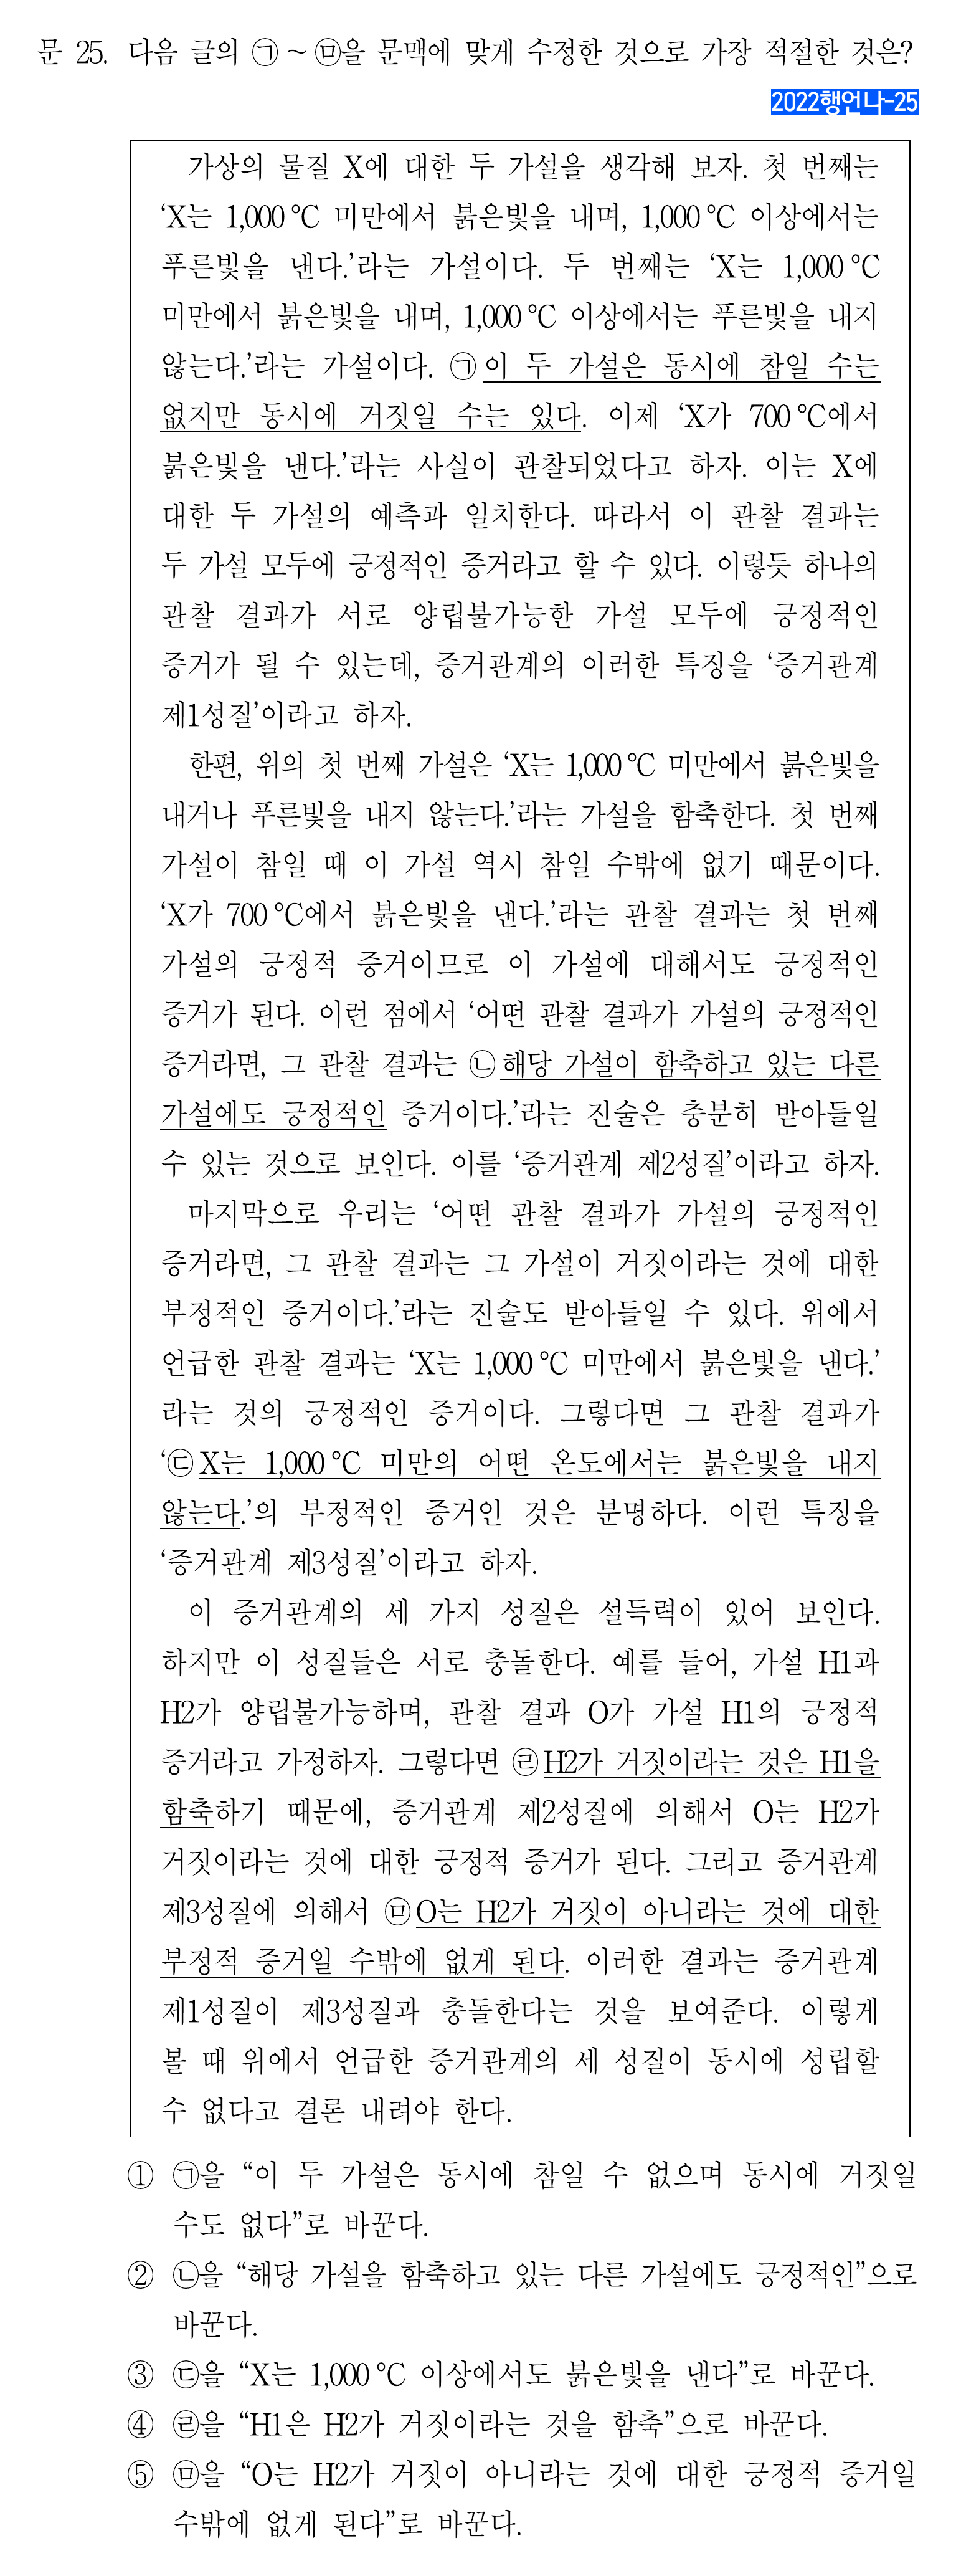 문 25. 다음 글의 ㉠ ~ ㉤을 문맥에 맞게 수정한 것으로 가장 적절한 것은?
2022행언나-25
가상의 물질 X에 대한 두 가설을 생각해 보자. 첫 번째는
‘X는 1,000 ℃ 미만에서 붉은빛을 내며, 1,000 ℃ 이상에서는
푸른빛을 낸다.’라는 가설이다. 두 번째는 ‘X는 1,000 ℃
미만에서 붉은빛을 내며, 1,000 ℃ 이상에서는 푸른빛을 내지
않는다.’라는 가설이다. ㉠이 두 가설은 동시에 참일 수는
없지만 동시에 거짓일 수는 있다. 이제 ‘X가 700 ℃에서
붉은빛을 낸다.’라는 사실이 관찰되었다고 하자. 이는 X에
대한 두 가설의 예측과 일치한다. 따라서 이 관찰 결과는
두 가설 모두에 긍정적인 증거라고 할 수 있다. 이렇듯 하나의
관찰 결과가 서로 양립불가능한 가설 모두에 긍정적인
증거가 될 수 있는데, 증거관계의 이러한 특징을 ‘증거관계
제1성질’이라고 하자.
한편, 위의 첫 번째 가설은 ‘X는 1,000 ℃ 미만에서 붉은빛을
내거나 푸른빛을 내지 않는다.’라는 가설을 함축한다. 첫 번째
가설이 참일 때 이 가설 역시 참일 수밖에 없기 때문이다.
‘X가 700 ℃에서 붉은빛을 낸다.’라는 관찰 결과는 첫 번째
가설의 긍정적 증거이므로 이 가설에 대해서도 긍정적인
증거가 된다. 이런 점에서 ‘어떤 관찰 결과가 가설의 긍정적인
증거라면, 그 관찰 결과는 ㉡해당 가설이 함축하고 있는 다른
가설에도 긍정적인 증거이다.’라는 진술은 충분히 받아들일
수 있는 것으로 보인다. 이를 ‘증거관계 제2성질’이라고 하자.
마지막으로 우리는 ‘어떤 관찰 결과가 가설의 긍정적인
증거라면, 그 관찰 결과는 그 가설이 거짓이라는 것에 대한
부정적인 증거이다.’라는 진술도 받아들일 수 있다. 위에서
언급한 관찰 결과는 ‘X는 1,000 ℃ 미만에서 붉은빛을 낸다.’
라는 것의 긍정적인 증거이다. 그렇다면 그 관찰 결과가
‘㉢X는 1,000 ℃ 미만의 어떤 온도에서는 붉은빛을 내지
않는다.’의 부정적인 증거인 것은 분명하다. 이런 특징을
‘증거관계 제3성질’이라고 하자.
이 증거관계의 세 가지 성질은 설득력이 있어 보인다.
하지만 이 성질들은 서로 충돌한다. 예를 들어, 가설 H1과
H2가 양립불가능하며, 관찰 결과 O가 가설 H1의 긍정적
증거라고 가정하자. 그렇다면 ㉣H2가 거짓이라는 것은 H1을
함축하기 때문에, 증거관계 제2성질에 의해서 O는 H2가
거짓이라는 것에 대한 긍정적 증거가 된다. 그리고 증거관계
제3성질에 의해서 ㉤O는 H2가 거짓이 아니라는 것에 대한
부정적 증거일 수밖에 없게 된다. 이러한 결과는 증거관계
제1성질이 제3성질과 충돌한다는 것을 보여준다. 이렇게
볼 때 위에서 언급한 증거관계의 세 성질이 동시에 성립할
수 없다고 결론 내려야 한다.
① ㉠을 “이 두 가설은 동시에 참일 수 없으며 동시에 거짓일
수도 없다”로 바꾼다.
② ㉡을 “해당 가설을 함축하고 있는 다른 가설에도 긍정적인”으로
바꾼다.
③ ㉢을 “X는 1,000 ℃ 이상에서도 붉은빛을 낸다”로 바꾼다.
④ ㉣을 “H1은 H2가 거짓이라는 것을 함축”으로 바꾼다.
⑤ ㉤을 “O는 H2가 거짓이 아니라는 것에 대한 긍정적 증거일
수밖에 없게 된다”로 바꾼다.